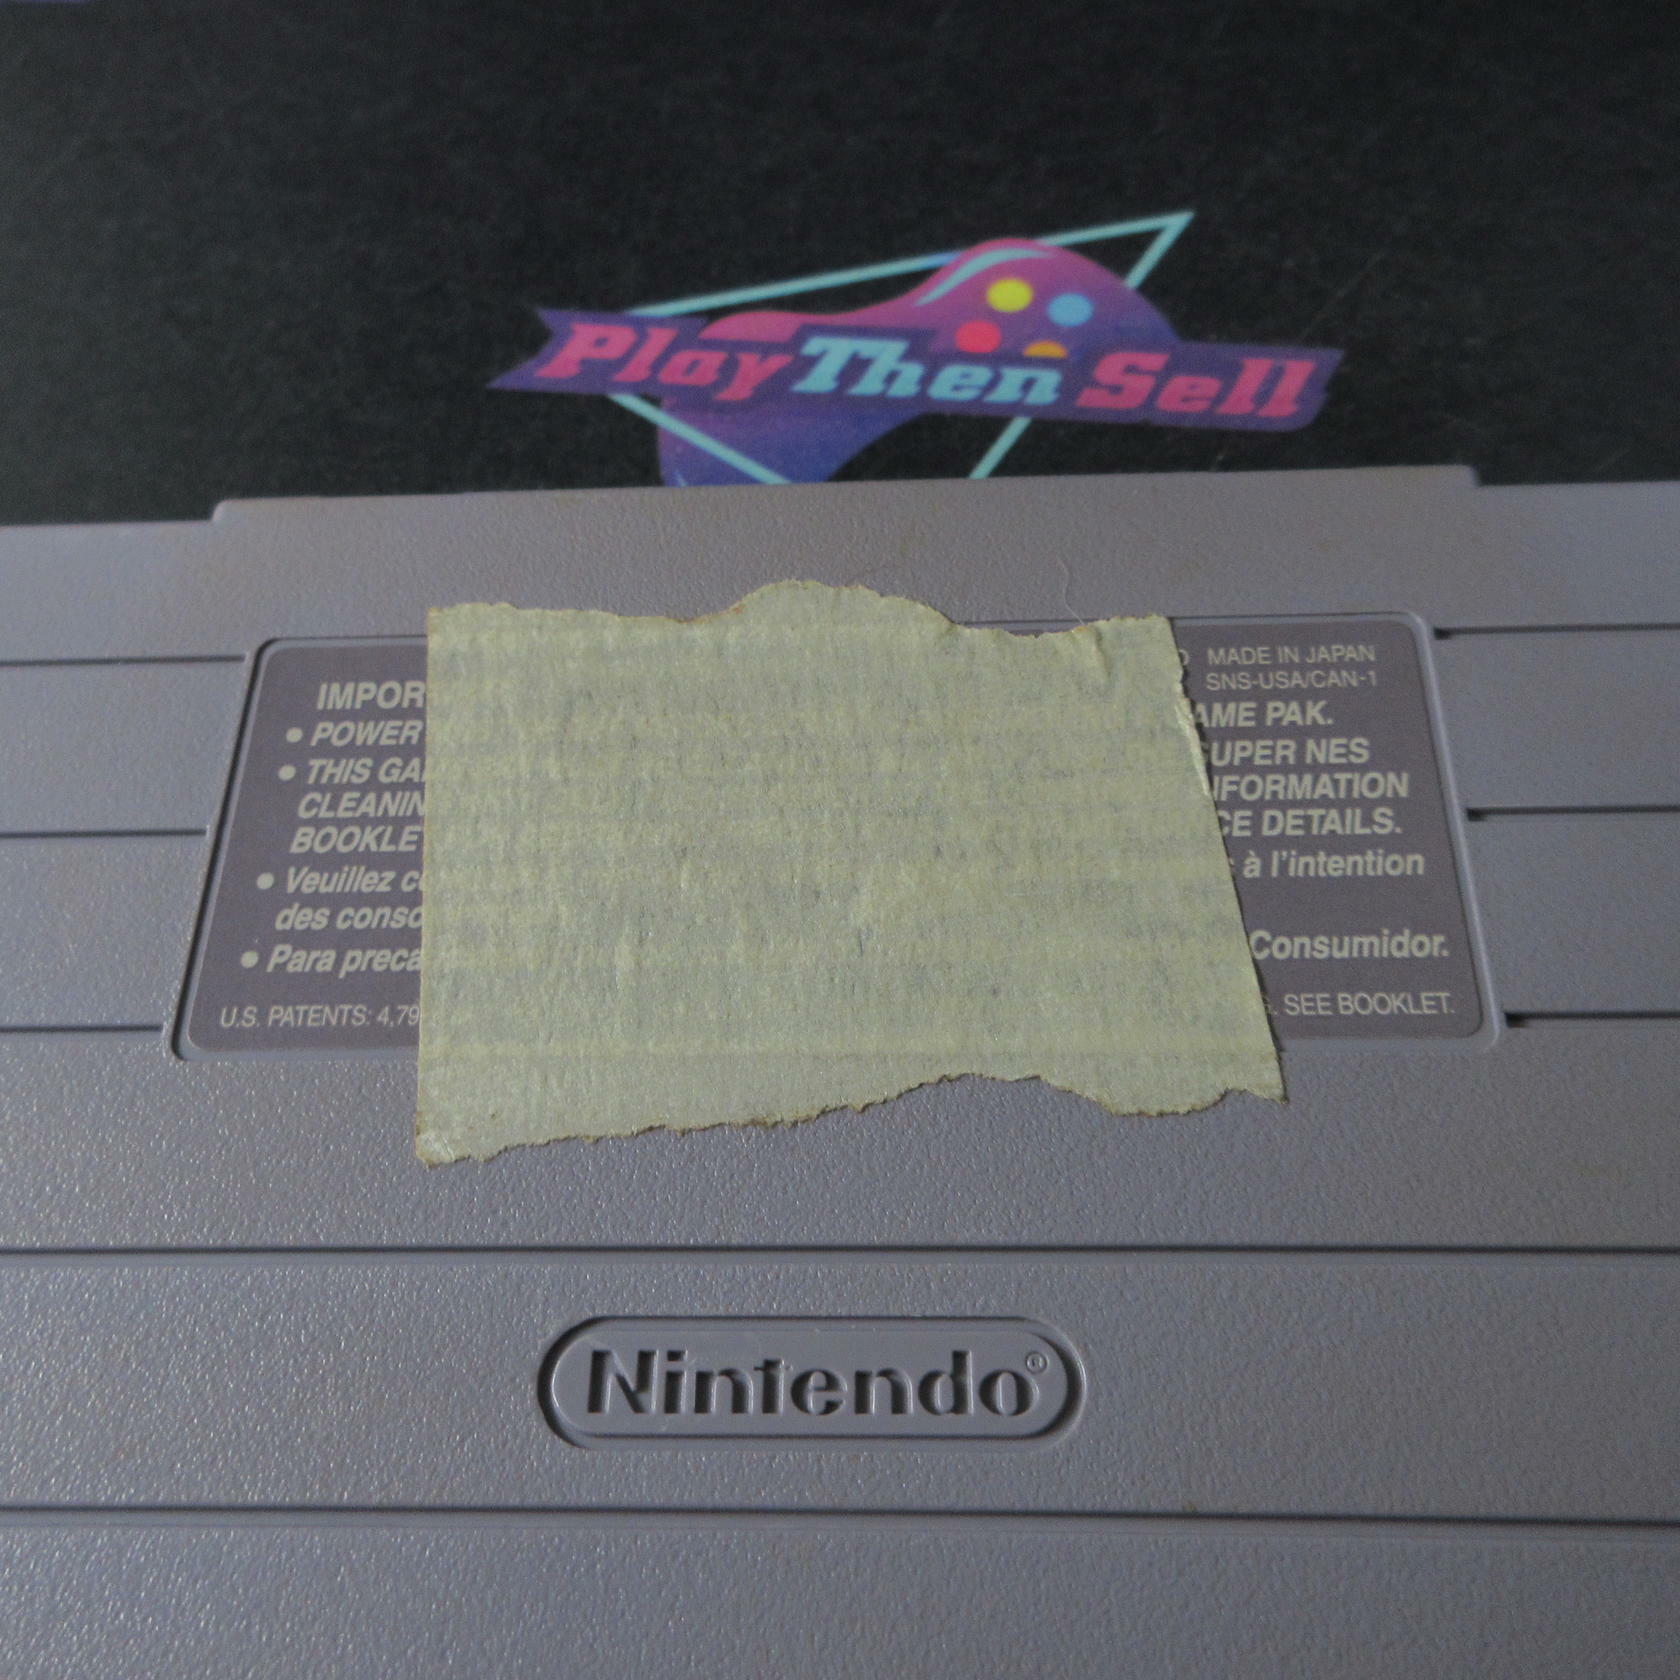 Play Then Sell
MADE IN JAPAN
SNS-USA/CAN-1
IMPOR
• POWER AME PAK.
• THIS GA SUPER NES
CLEANIN NFORMATION
BOOKLE CE DETAILS.
• Veuillez c à l'intention
des conso
• Para preca Consumidor.
U.S. PATENTS: 4,79 SEE BOOKLET.
Nintendo®